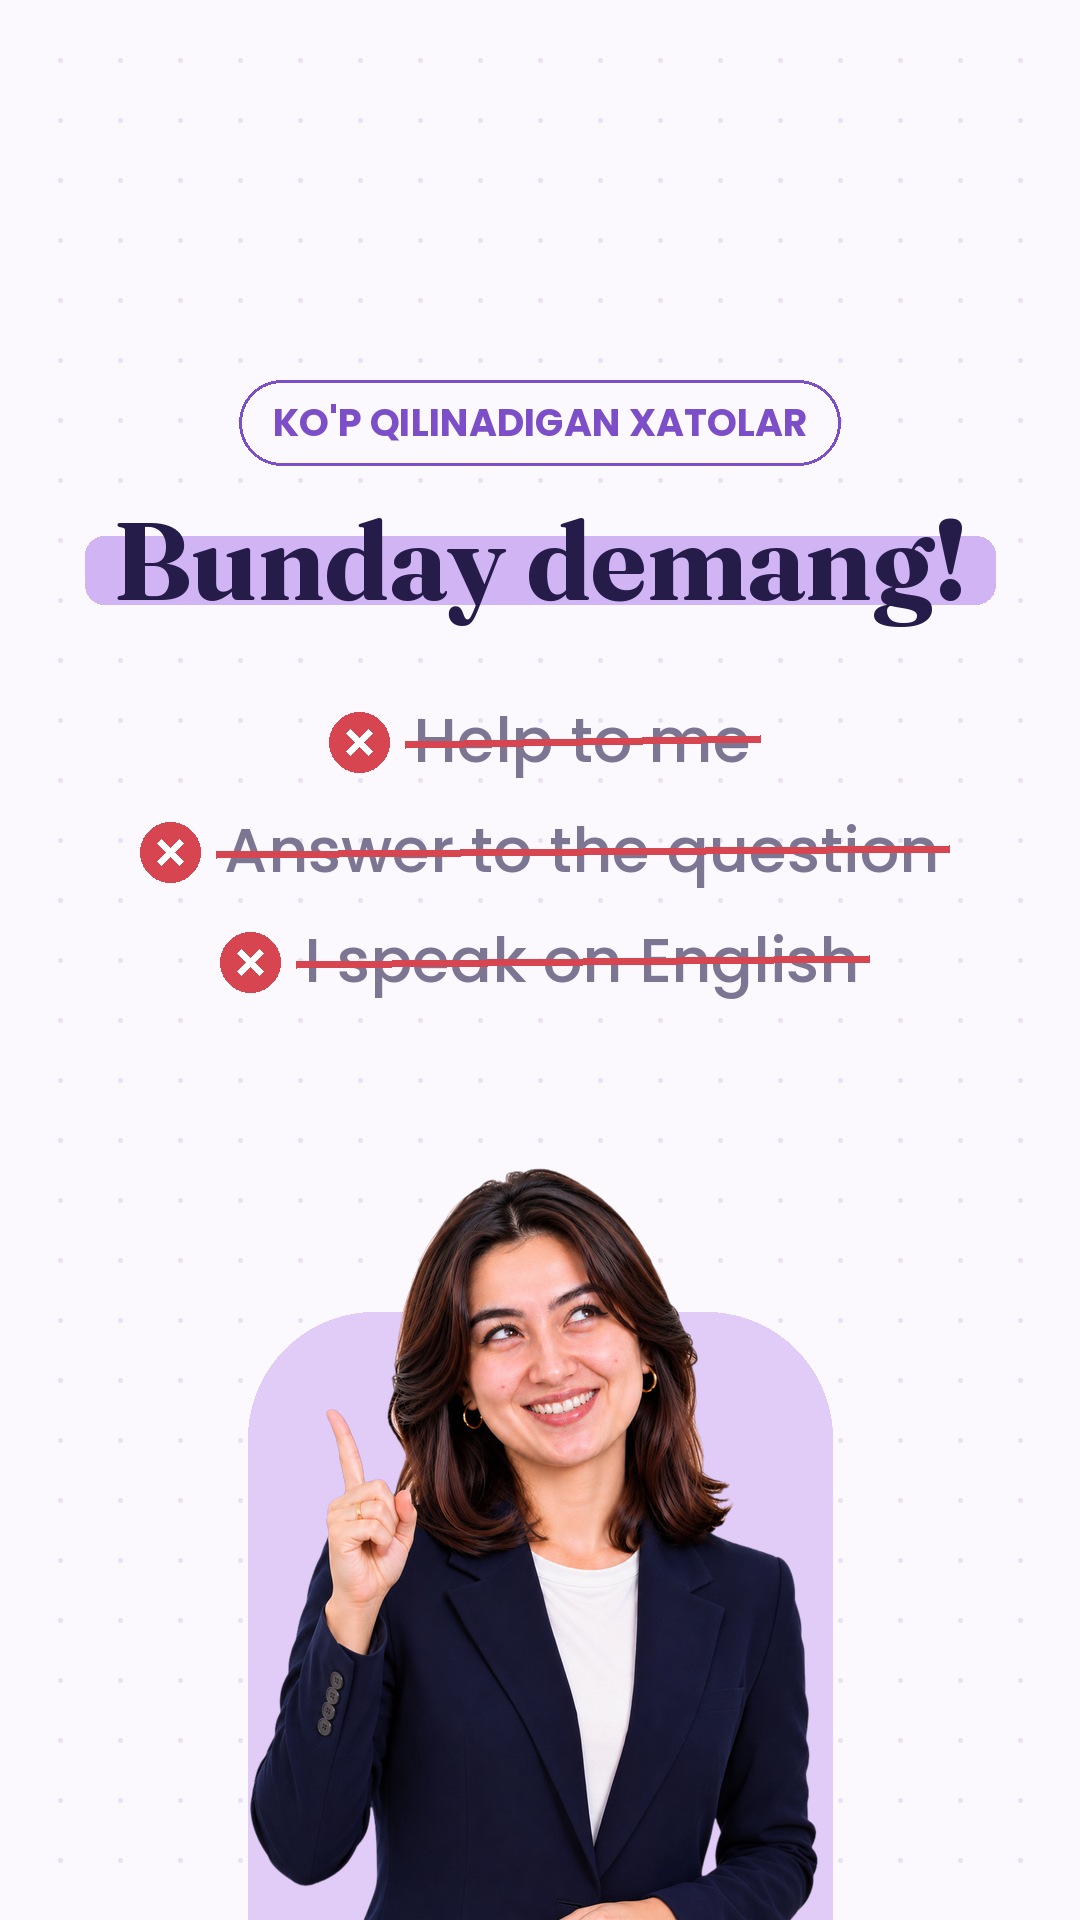 KO'P QILINADIGAN XATOLAR
Bunday demang!
Help to me
Answer to the question
I speak on English